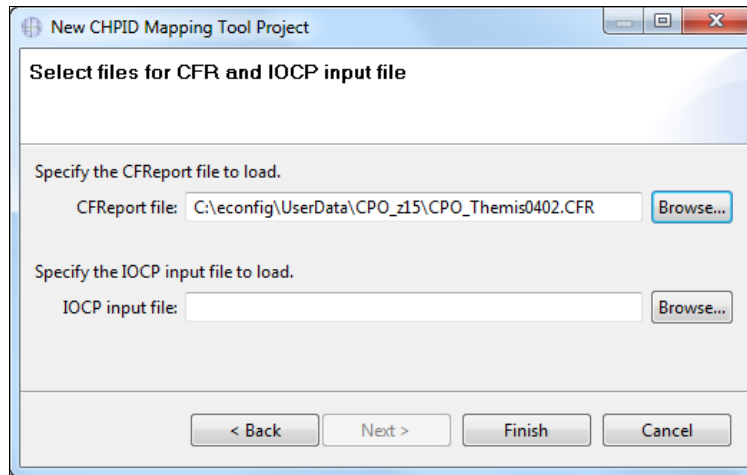 New CHPID Mapping Tool Project
Select files for CFR and IOCP input file
Specify the CFReport file to load.
CFReport file: C:\econfig\UserData\CPO_z15\CPO_Themis0402.CFR Browse...
Specify the IOCP input file to load.
IOCP input file: Browse...
< Back Next > Finish Cancel